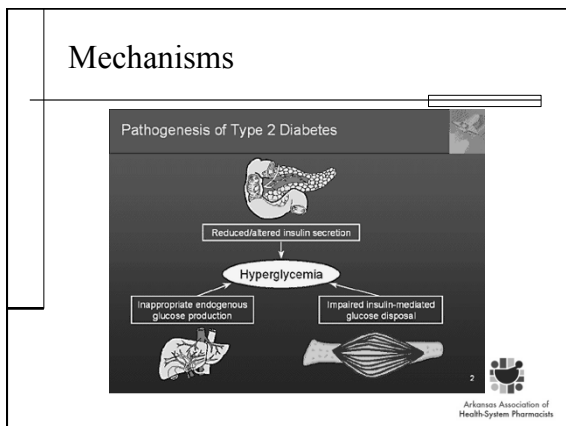 Mechanisms
Pathogenesis of Type 2 Diabetes
Reduced/altered insulin secretion
Hyperglycemia
Inappropriate endogenous
glucose production
Impaired insulin-mediated
glucose disposal
2
Arkansas Association of
Health-System Pharmacists